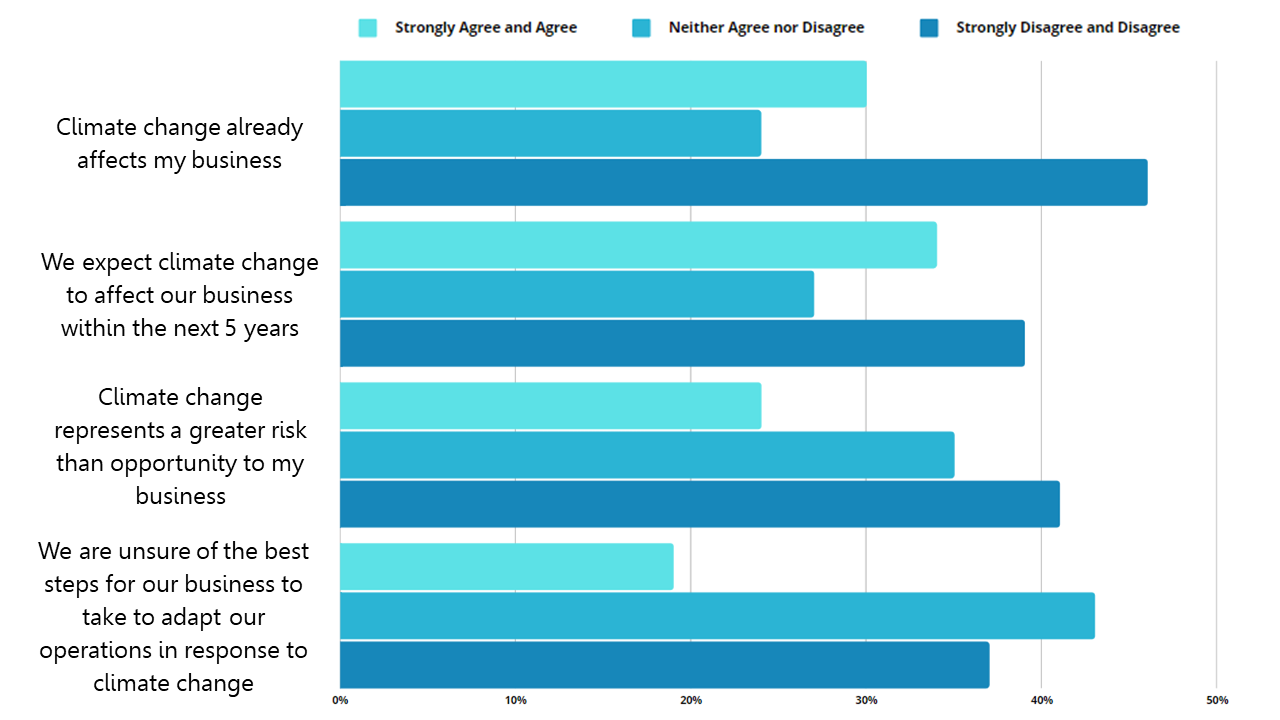 Strongly Agree and Agree
Neither Agree nor Disagree
Strongly Disagree and Disagree
Climate change already
affects my business
We expect climate change
to affect our business
within the next 5 years
Climate change
represents a greater risk
than opportunity to my
business
We are unsure of the best
steps for our business to
take to adapt our
operations in response to
climate change
0%
10%
20%
30%
40%
50%